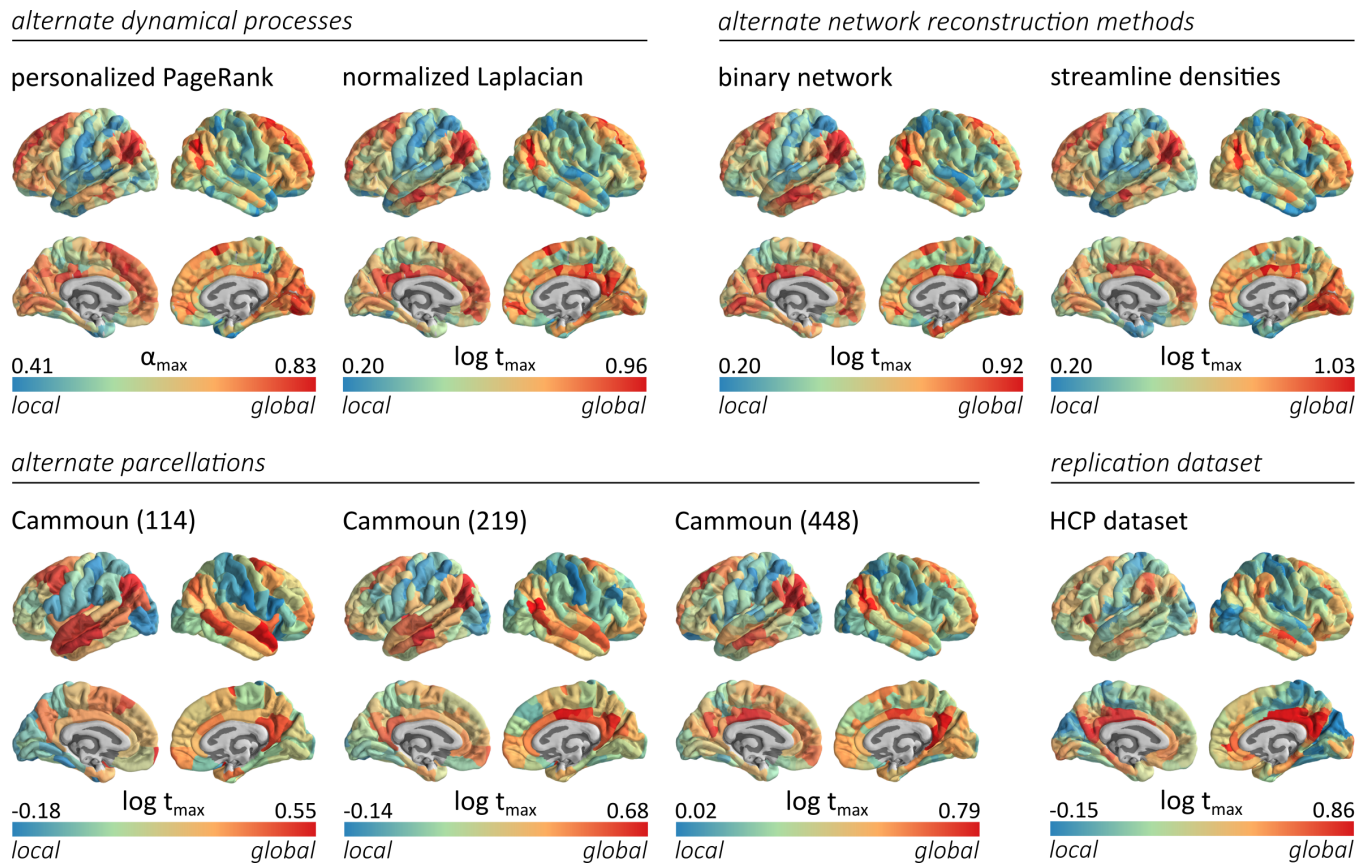 alternate dynamical processes
alternate network reconstruction methods
personalized PageRank
normalized Laplacian
binary network
streamline densities
0.41 αmax 0.83
local global
0.20 log tmax 0.96
local global
0.20 log tmax 0.92
local global
0.20 log tmax 1.03
local global
alternate parcellations
replication dataset
Cammoun (114)
Cammoun (219)
Cammoun (448)
HCP dataset
-0.18 log tmax 0.55
local global
-0.14 log tmax 0.68
local global
0.02 log tmax 0.79
local global
-0.15 log tmax 0.86
local global